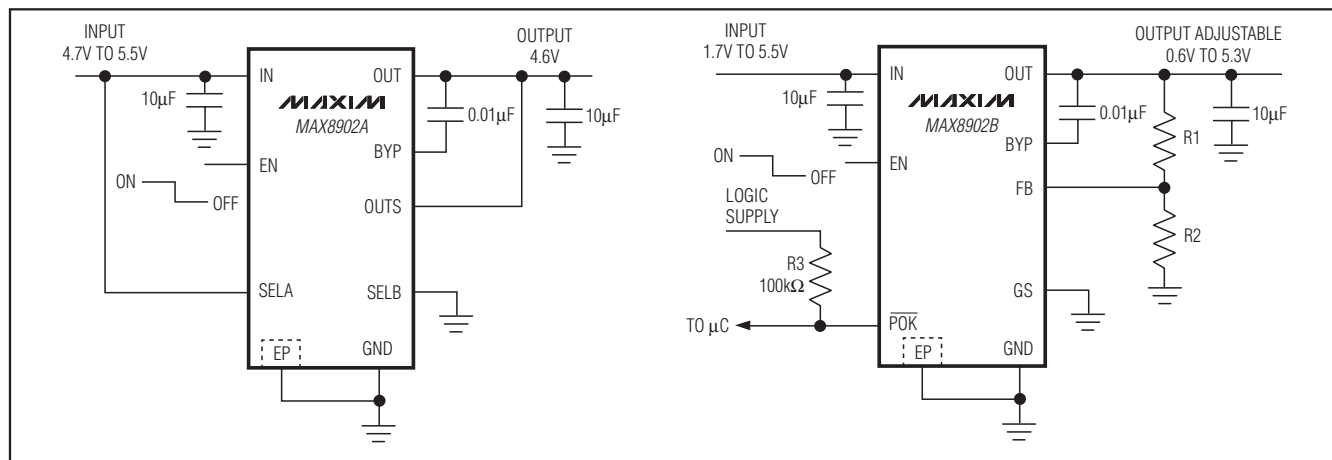 INPUT
4.7V TO 5.5V
IN
10µF
MAXIM
MAX8902A
OUT
OUTPUT
4.6V
0.01µF
10µF
BYP
EN
ON
OFF
OUTS
SELA
SELB
EP
GND
INPUT
1.7V TO 5.5V
IN
10µF
MAXIM
MAX8902B
OUT
OUTPUT ADJUSTABLE
0.6V TO 5.3V
0.01µF
10µF
R1
BYP
EN
ON
OFF
FB
LOGIC
SUPPLY
R2
R3
100kΩ
GS
TO µC
POK
EP
GND